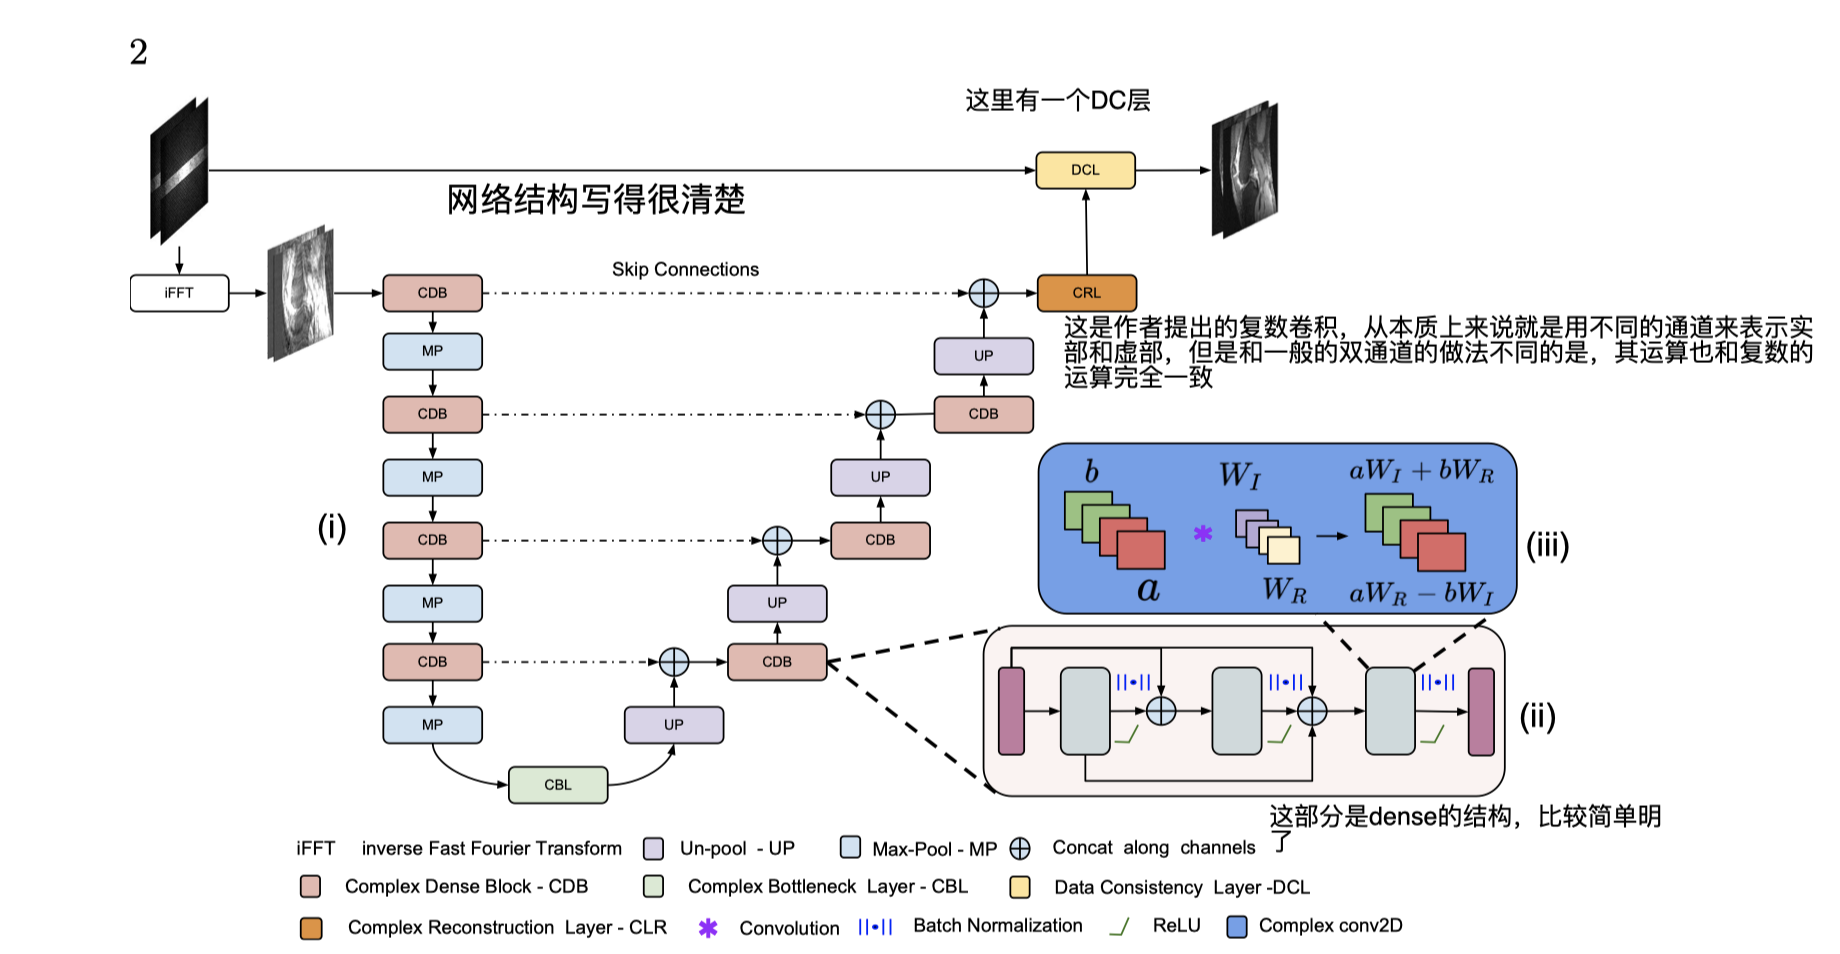 2
这里有一个DC层
DCL
网络结构写得很清楚
Skip Connections
iFFT
CDB
CRL
这是作者提出的复数卷积，从本质上来说就是用不同的通道来表示实
部和虚部，但是和一般的双通道的做法不同的是，其运算也和复数的
运算完全一致
MP
UP
CDB
CDB
MP
UP
b
W_I
aW_I + bW_R
(i)
CDB
CDB
*
(iii)
a
W_R
aW_R − bW_I
MP
UP
CDB
CDB
||•||
||•||
||•||
(ii)
MP
UP
CBL
这部分是dense的结构，比较简单明
了
iFFT inverse Fast Fourier Transform
Un-pool - UP
Max-Pool - MP
Concat along channels
Complex Dense Block - CDB
Complex Bottleneck Layer - CBL
Data Consistency Layer -DCL
Complex Reconstruction Layer - CLR
* Convolution
||•|| Batch Normalization
ReLU
Complex conv2D